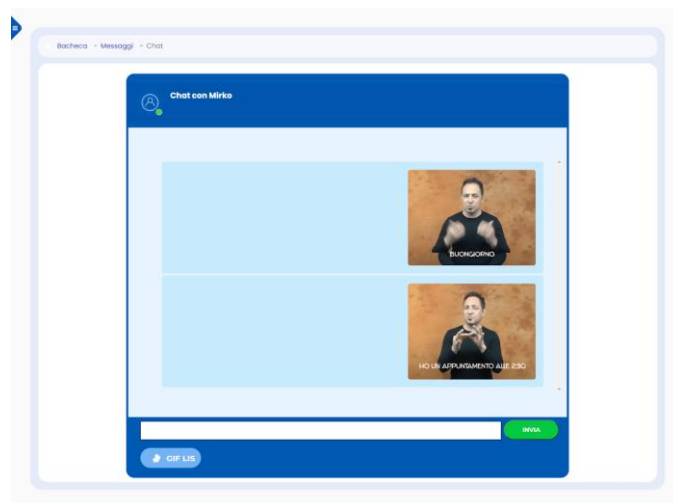 Bacheca - Messaggi - Chat
Chat con Mirko
BUONGIORNO
HO UN APPUNTAMENTO ALLE 2:30
INVIA
GIF LIS